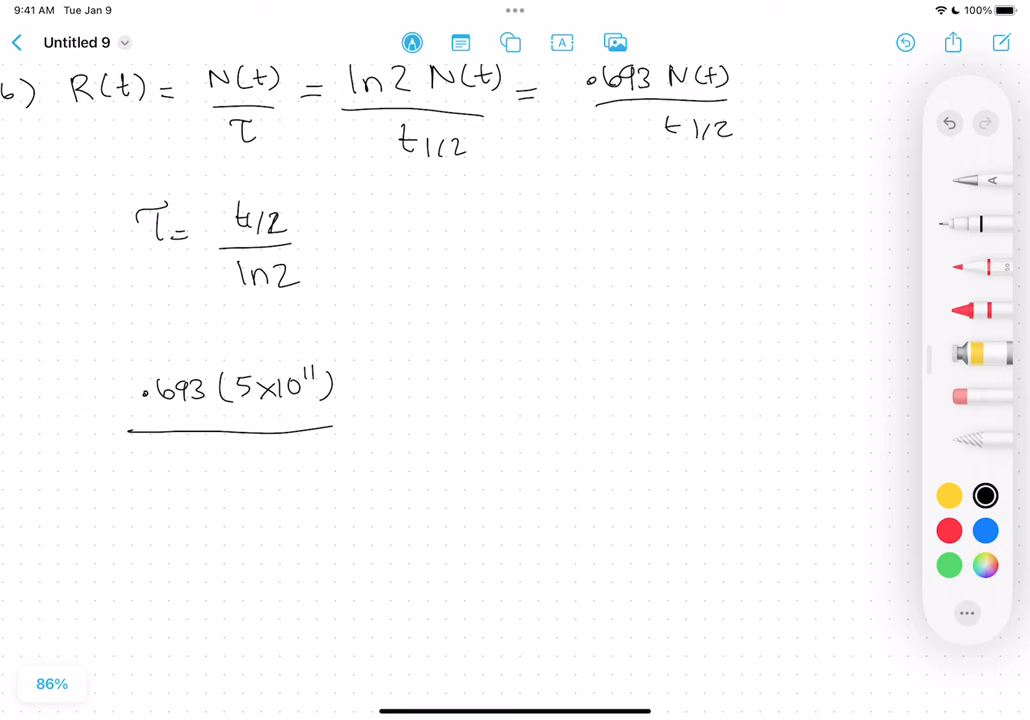 9:41 AM Tue Jan 9 100%
Untitled 9
b) R(t) = N(t)/τ = ln2 N(t)/t1/2 = .693 N(t)/t1/2
τ = t1/2/ln2
.693 (5×10¹¹)
86%